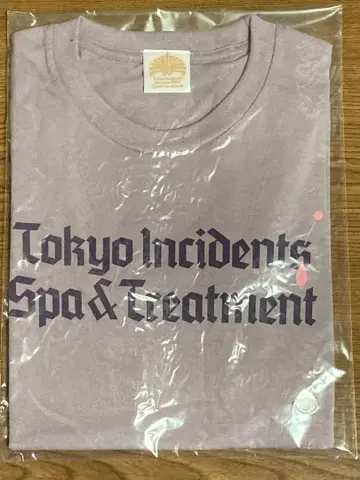 Tokyo Incidents
Spa & Treatment